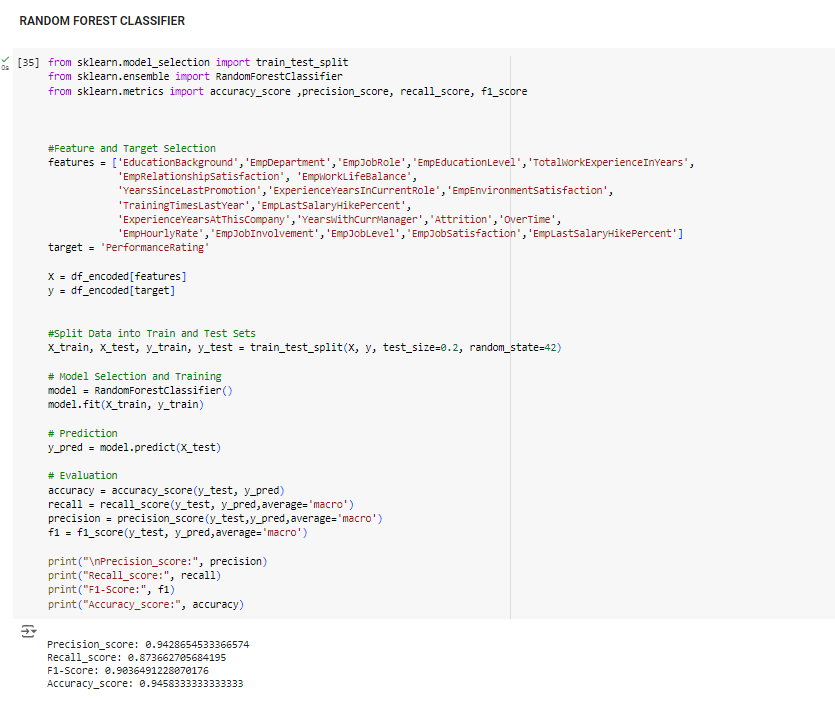 RANDOM FOREST CLASSIFIER
[35] from sklearn.model_selection import train_test_split
0s from sklearn.ensemble import RandomForestClassifier
from sklearn.metrics import accuracy_score ,precision_score, recall_score, f1_score
#Feature and Target Selection
features = ['EducationBackground','EmpDepartment','EmpJobRole','EmpEducationLevel','TotalWorkExperienceInYears',
'EmpRelationshipSatisfaction', 'EmpWorkLifeBalance',
'YearsSinceLastPromotion','ExperienceYearsInCurrentRole','EmpEnvironmentSatisfaction',
'TrainingTimesLastYear','EmpLastSalaryHikePercent',
'ExperienceYearsAtThisCompany','YearsWithCurrManager','Attrition','OverTime',
'EmpHourlyRate','EmpJobInvolvement','EmpJobLevel','EmpJobSatisfaction','EmpLastSalaryHikePercent']
target = 'PerformanceRating'
X = df_encoded[features]
y = df_encoded[target]
#Split Data into Train and Test Sets
X_train, X_test, y_train, y_test = train_test_split(X, y, test_size=0.2, random_state=42)
# Model Selection and Training
model = RandomForestClassifier()
model.fit(X_train, y_train)
# Prediction
y_pred = model.predict(X_test)
# Evaluation
accuracy = accuracy_score(y_test, y_pred)
recall = recall_score(y_test, y_pred,average='macro')
precision = precision_score(y_test,y_pred,average='macro')
f1 = f1_score(y_test, y_pred,average='macro')
print("\nPrecision_score:", precision)
print("Recall_score:", recall)
print("F1-Score:", f1)
print("Accuracy_score:", accuracy)
Precision_score: 0.9428654533366574
Recall_score: 0.873662705684195
F1-Score: 0.9036491228070176
Accuracy_score: 0.9458333333333333